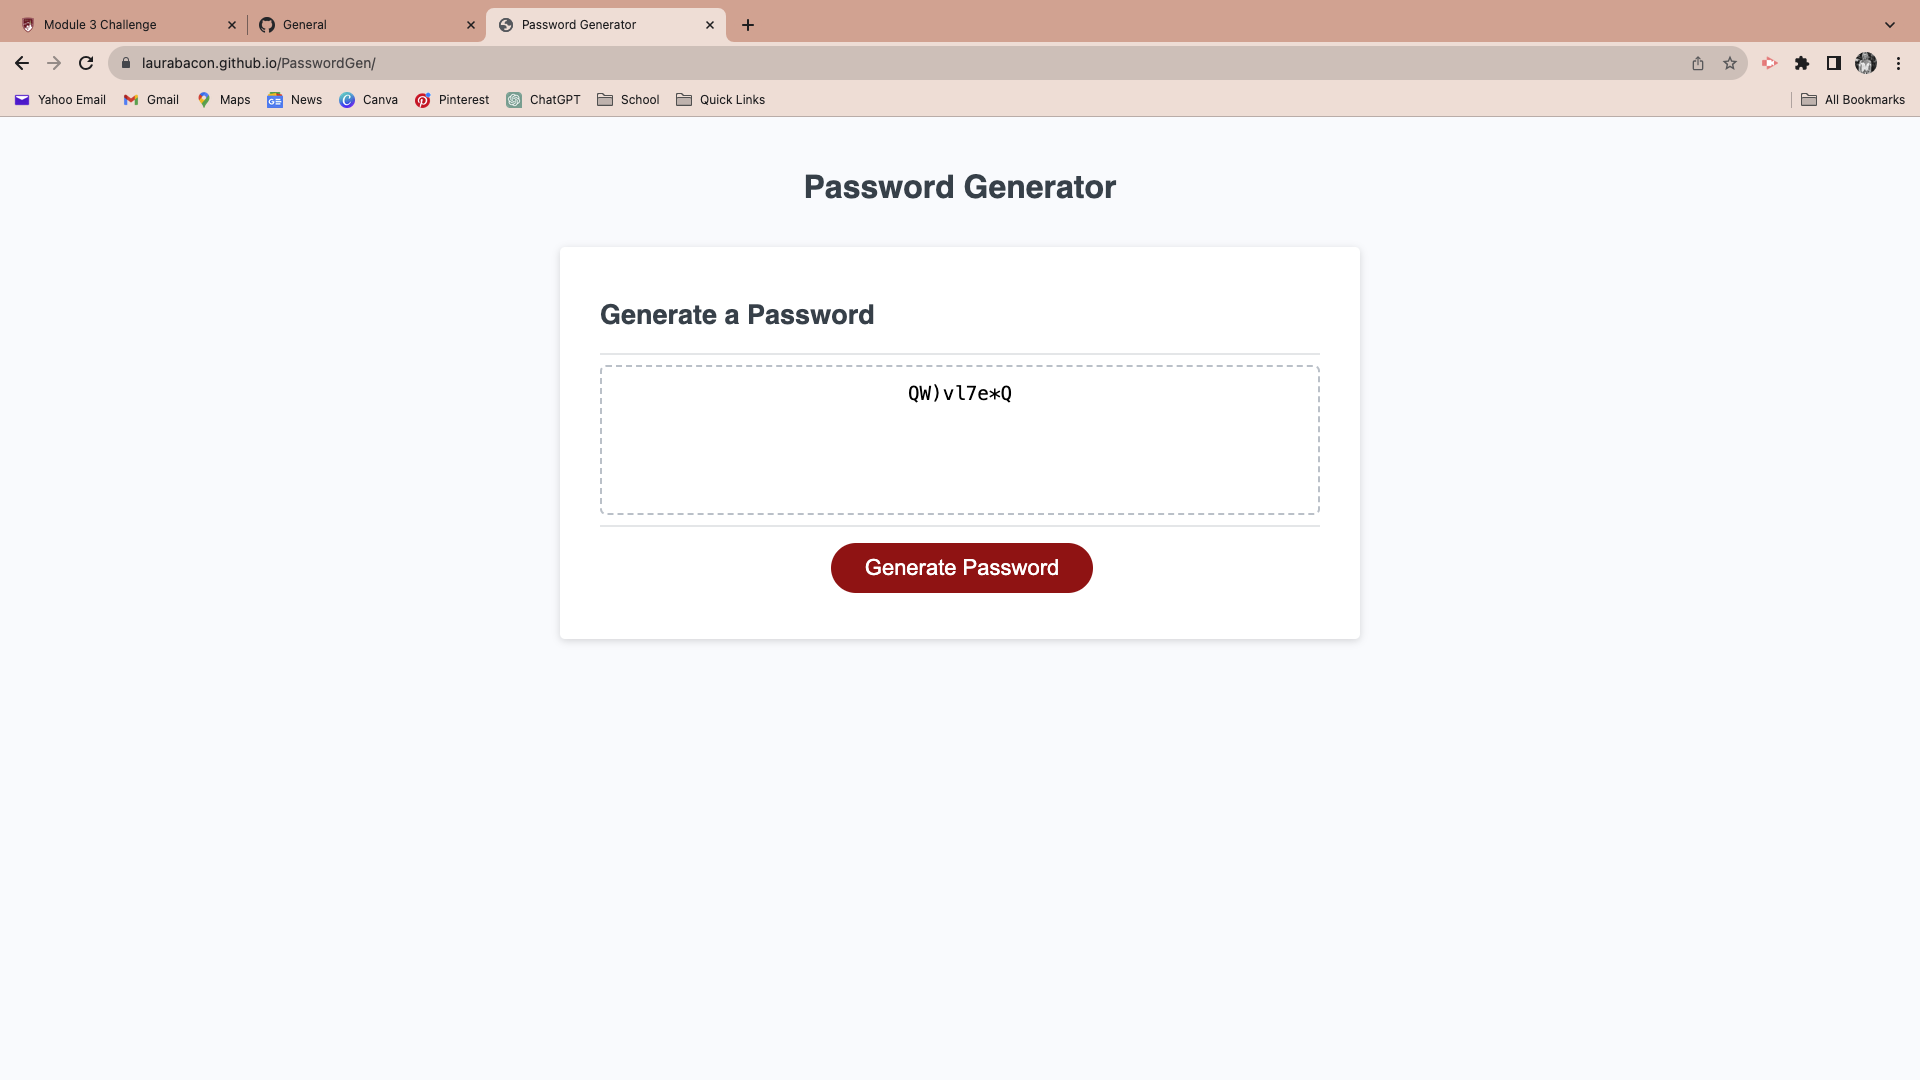 Module 3 Challenge
General
Password Generator
laurabacon.github.io/PasswordGen/
Yahoo Email
Gmail
Maps
News
Canva
Pinterest
ChatGPT
School
Quick Links
All Bookmarks
Password Generator
Generate a Password
QW)vl7e*Q
Generate Password